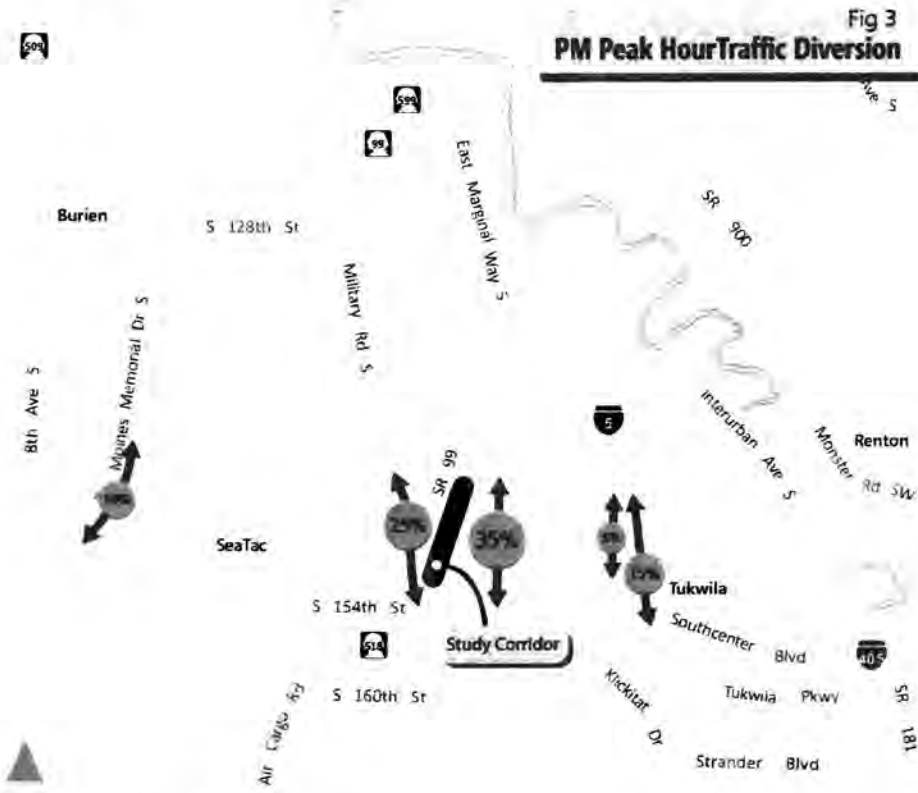 Fig 3
PM Peak HourTraffic Diversion
509
Ave S
599
99
East Marginal Way S
SR 900
Burien
S 128th St
Military Rd S
Moines Memorial Dr S
8th Ave S
5
Interurban Ave S
Monster Rd SW
Renton
SR 99
25%
35%
5%
15%
SeaTac
Tukwila
S 154th St
Southcenter Blvd
518
Study Corridor
405
S 160th St
Air Cargo Rd
Klickitat Dr
Tukwila Pkwy
SR 181
Strander Blvd